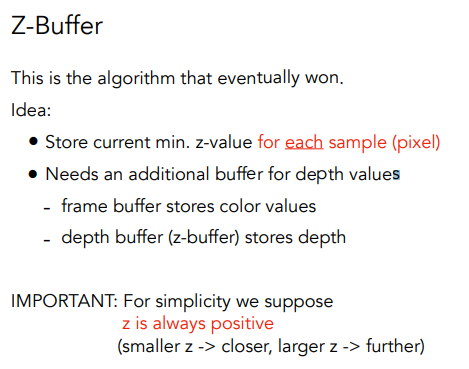 Z-Buffer
This is the algorithm that eventually won.
Idea:
• Store current min. z-value for each sample (pixel)
• Needs an additional buffer for depth values
- frame buffer stores color values
- depth buffer (z-buffer) stores depth
IMPORTANT: For simplicity we suppose
z is always positive
(smaller z -> closer, larger z -> further)